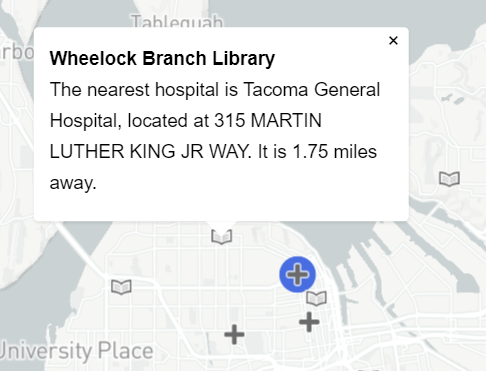 Tablequah
rbo
×
Wheelock Branch Library
The nearest hospital is Tacoma General
Hospital, located at 315 MARTIN
LUTHER KING JR WAY. It is 1.75 miles
away.
University Place